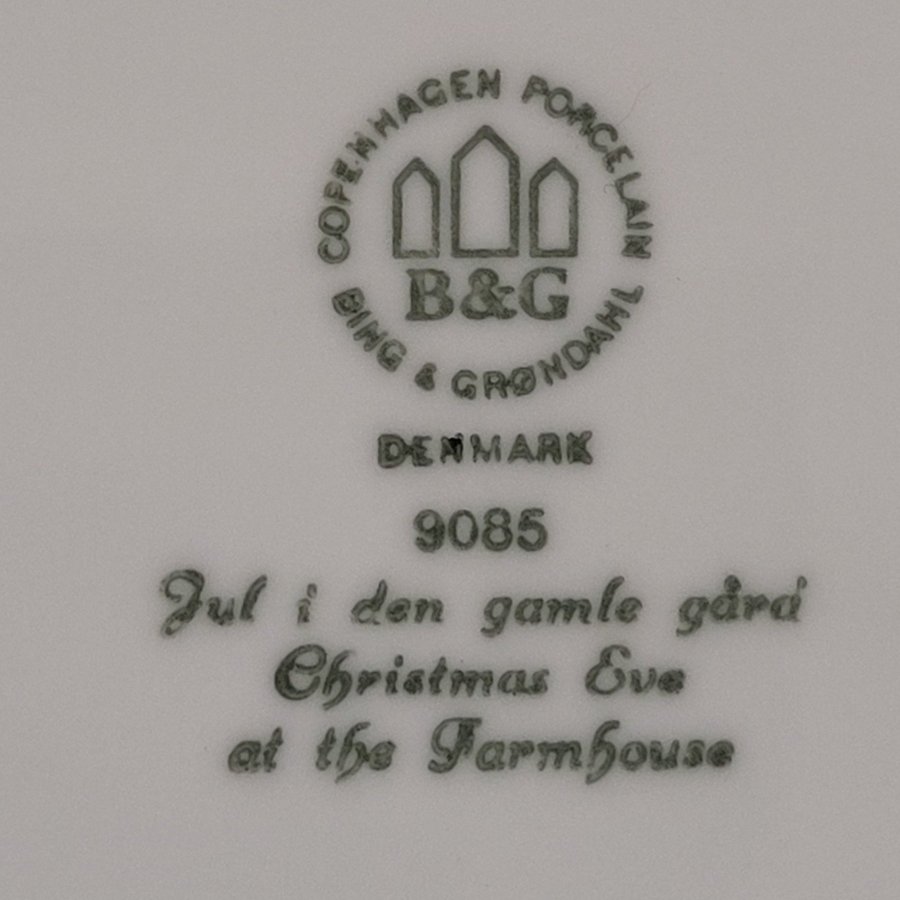 COPENHAGEN PORCELAIN
B&G
BING & GRØNDAHL
DENMARK
9085
Jul i den gamle gård
Christmas Eve
at the Farmhouse